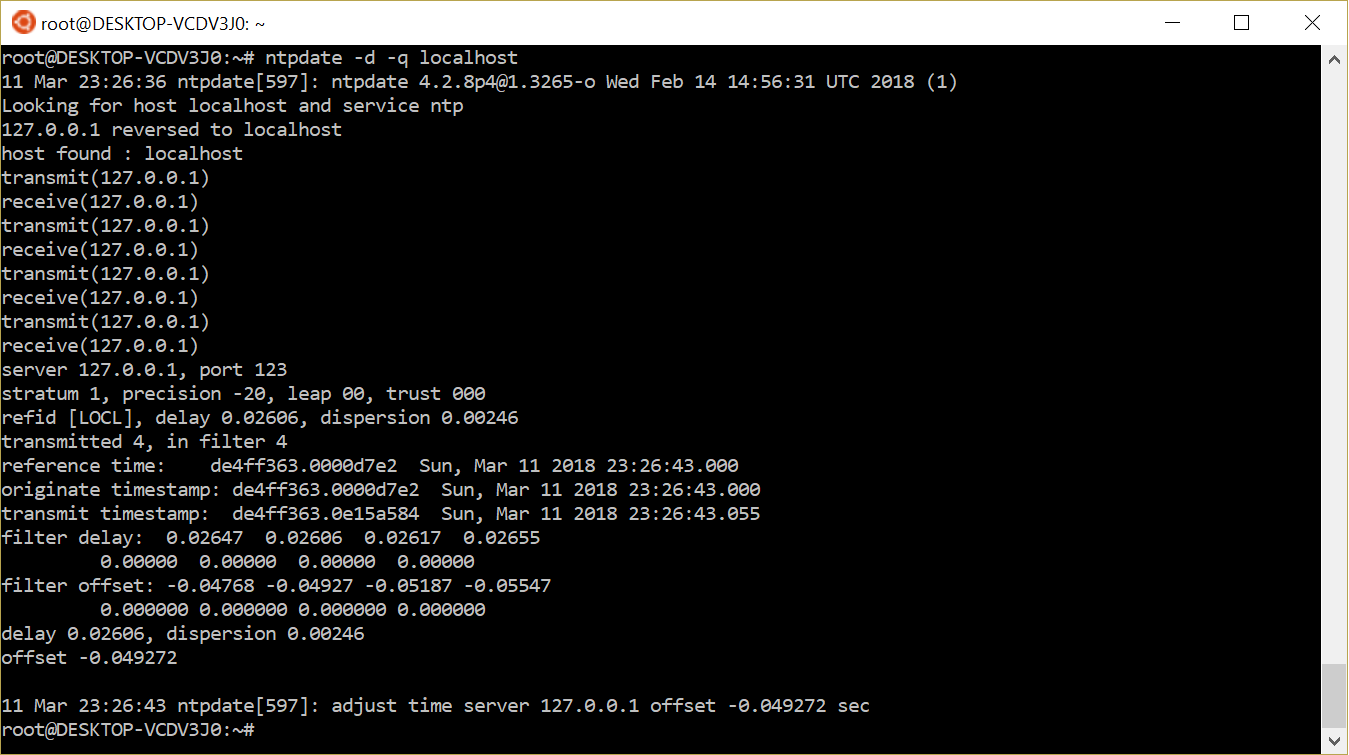 root@DESKTOP-VCDV3J0: ~
root@DESKTOP-VCDV3J0:~# ntpdate -d -q localhost
11 Mar 23:26:36 ntpdate[597]: ntpdate 4.2.8p4@1.3265-o Wed Feb 14 14:56:31 UTC 2018 (1)
Looking for host localhost and service ntp
127.0.0.1 reversed to localhost
host found : localhost
transmit(127.0.0.1)
receive(127.0.0.1)
transmit(127.0.0.1)
receive(127.0.0.1)
transmit(127.0.0.1)
receive(127.0.0.1)
transmit(127.0.0.1)
receive(127.0.0.1)
server 127.0.0.1, port 123
stratum 1, precision -20, leap 00, trust 000
refid [LOCL], delay 0.02606, dispersion 0.00246
transmitted 4, in filter 4
reference time:    de4ff363.0000d7e2  Sun, Mar 11 2018 23:26:43.000
originate timestamp: de4ff363.0000d7e2  Sun, Mar 11 2018 23:26:43.000
transmit timestamp:  de4ff363.0e15a584  Sun, Mar 11 2018 23:26:43.055
filter delay:  0.02647  0.02606  0.02617  0.02655
         0.00000  0.00000  0.00000  0.00000
filter offset: -0.04768 -0.04927 -0.05187 -0.05547
         0.000000 0.000000 0.000000 0.000000
delay 0.02606, dispersion 0.00246
offset -0.049272
11 Mar 23:26:43 ntpdate[597]: adjust time server 127.0.0.1 offset -0.049272 sec
root@DESKTOP-VCDV3J0:~#